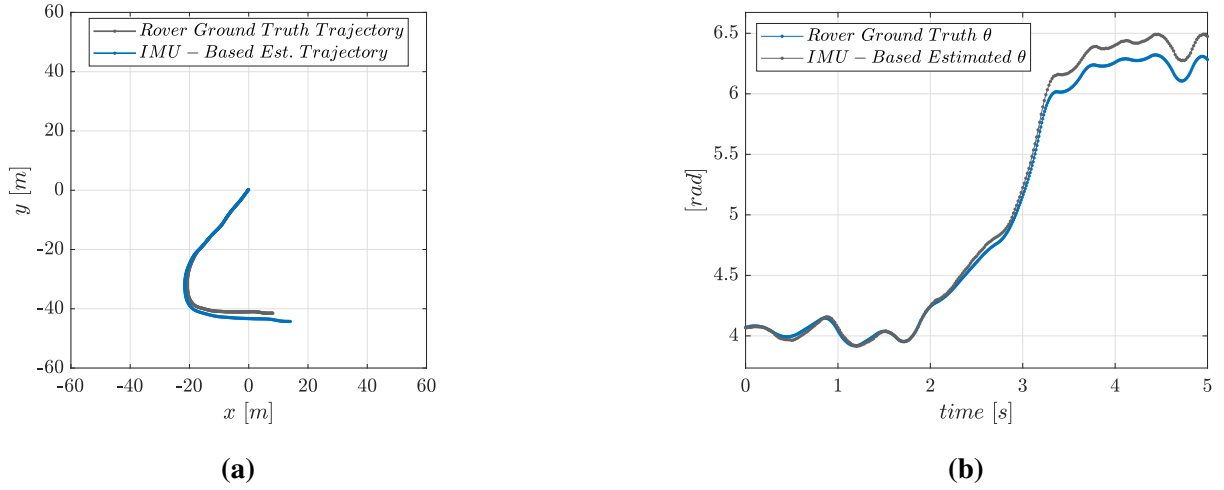 Rover Ground Truth Trajectory
IMU − Based Est. Trajectory
60
40
20
0
-20
-40
-60
y [m]
-60 -40 -20 0 20 40 60
x [m]
(a)
Rover Ground Truth θ
IMU − Based Estimated θ
6.5
6
5.5
5
4.5
4
[rad]
0 1 2 3 4 5
time [s]
(b)